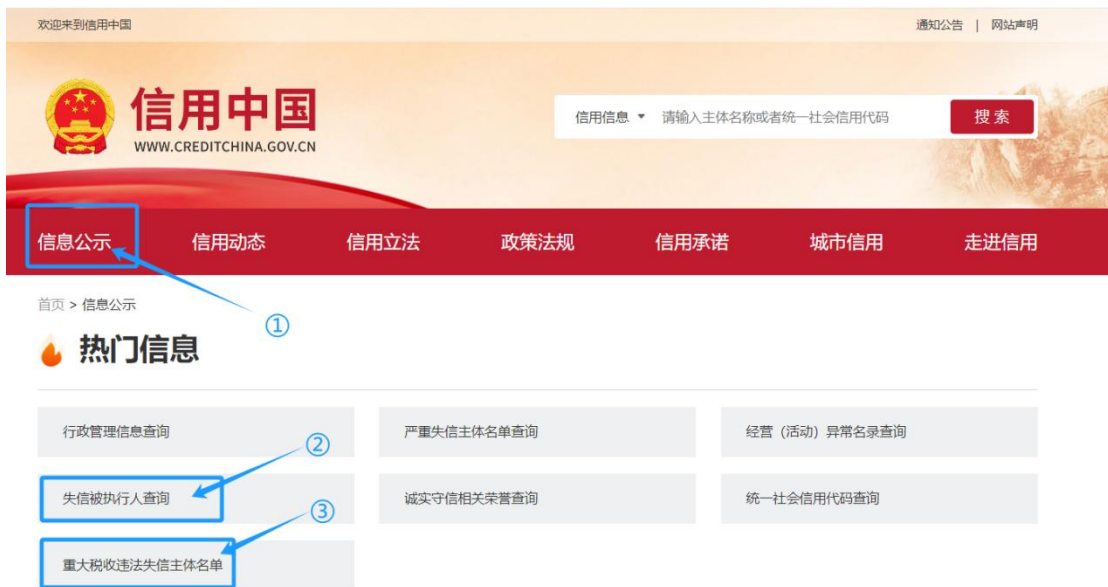 欢迎来到信用中国
通知公告 | 网站声明
信用中国
WWW.CREDITCHINA.GOV.CN
信用信息 请输入主体名称或者统一社会信用代码 搜索
信息公示 信用动态 信用立法 政策法规 信用承诺 城市信用 走进信用
首页 > 信息公示
①
热门信息
行政管理信息查询 严重失信主体名单查询 经营（活动）异常名录查询
②
失信被执行人查询 诚实守信相关荣誉查询 统一社会信用代码查询
③
重大税收违法失信主体名单